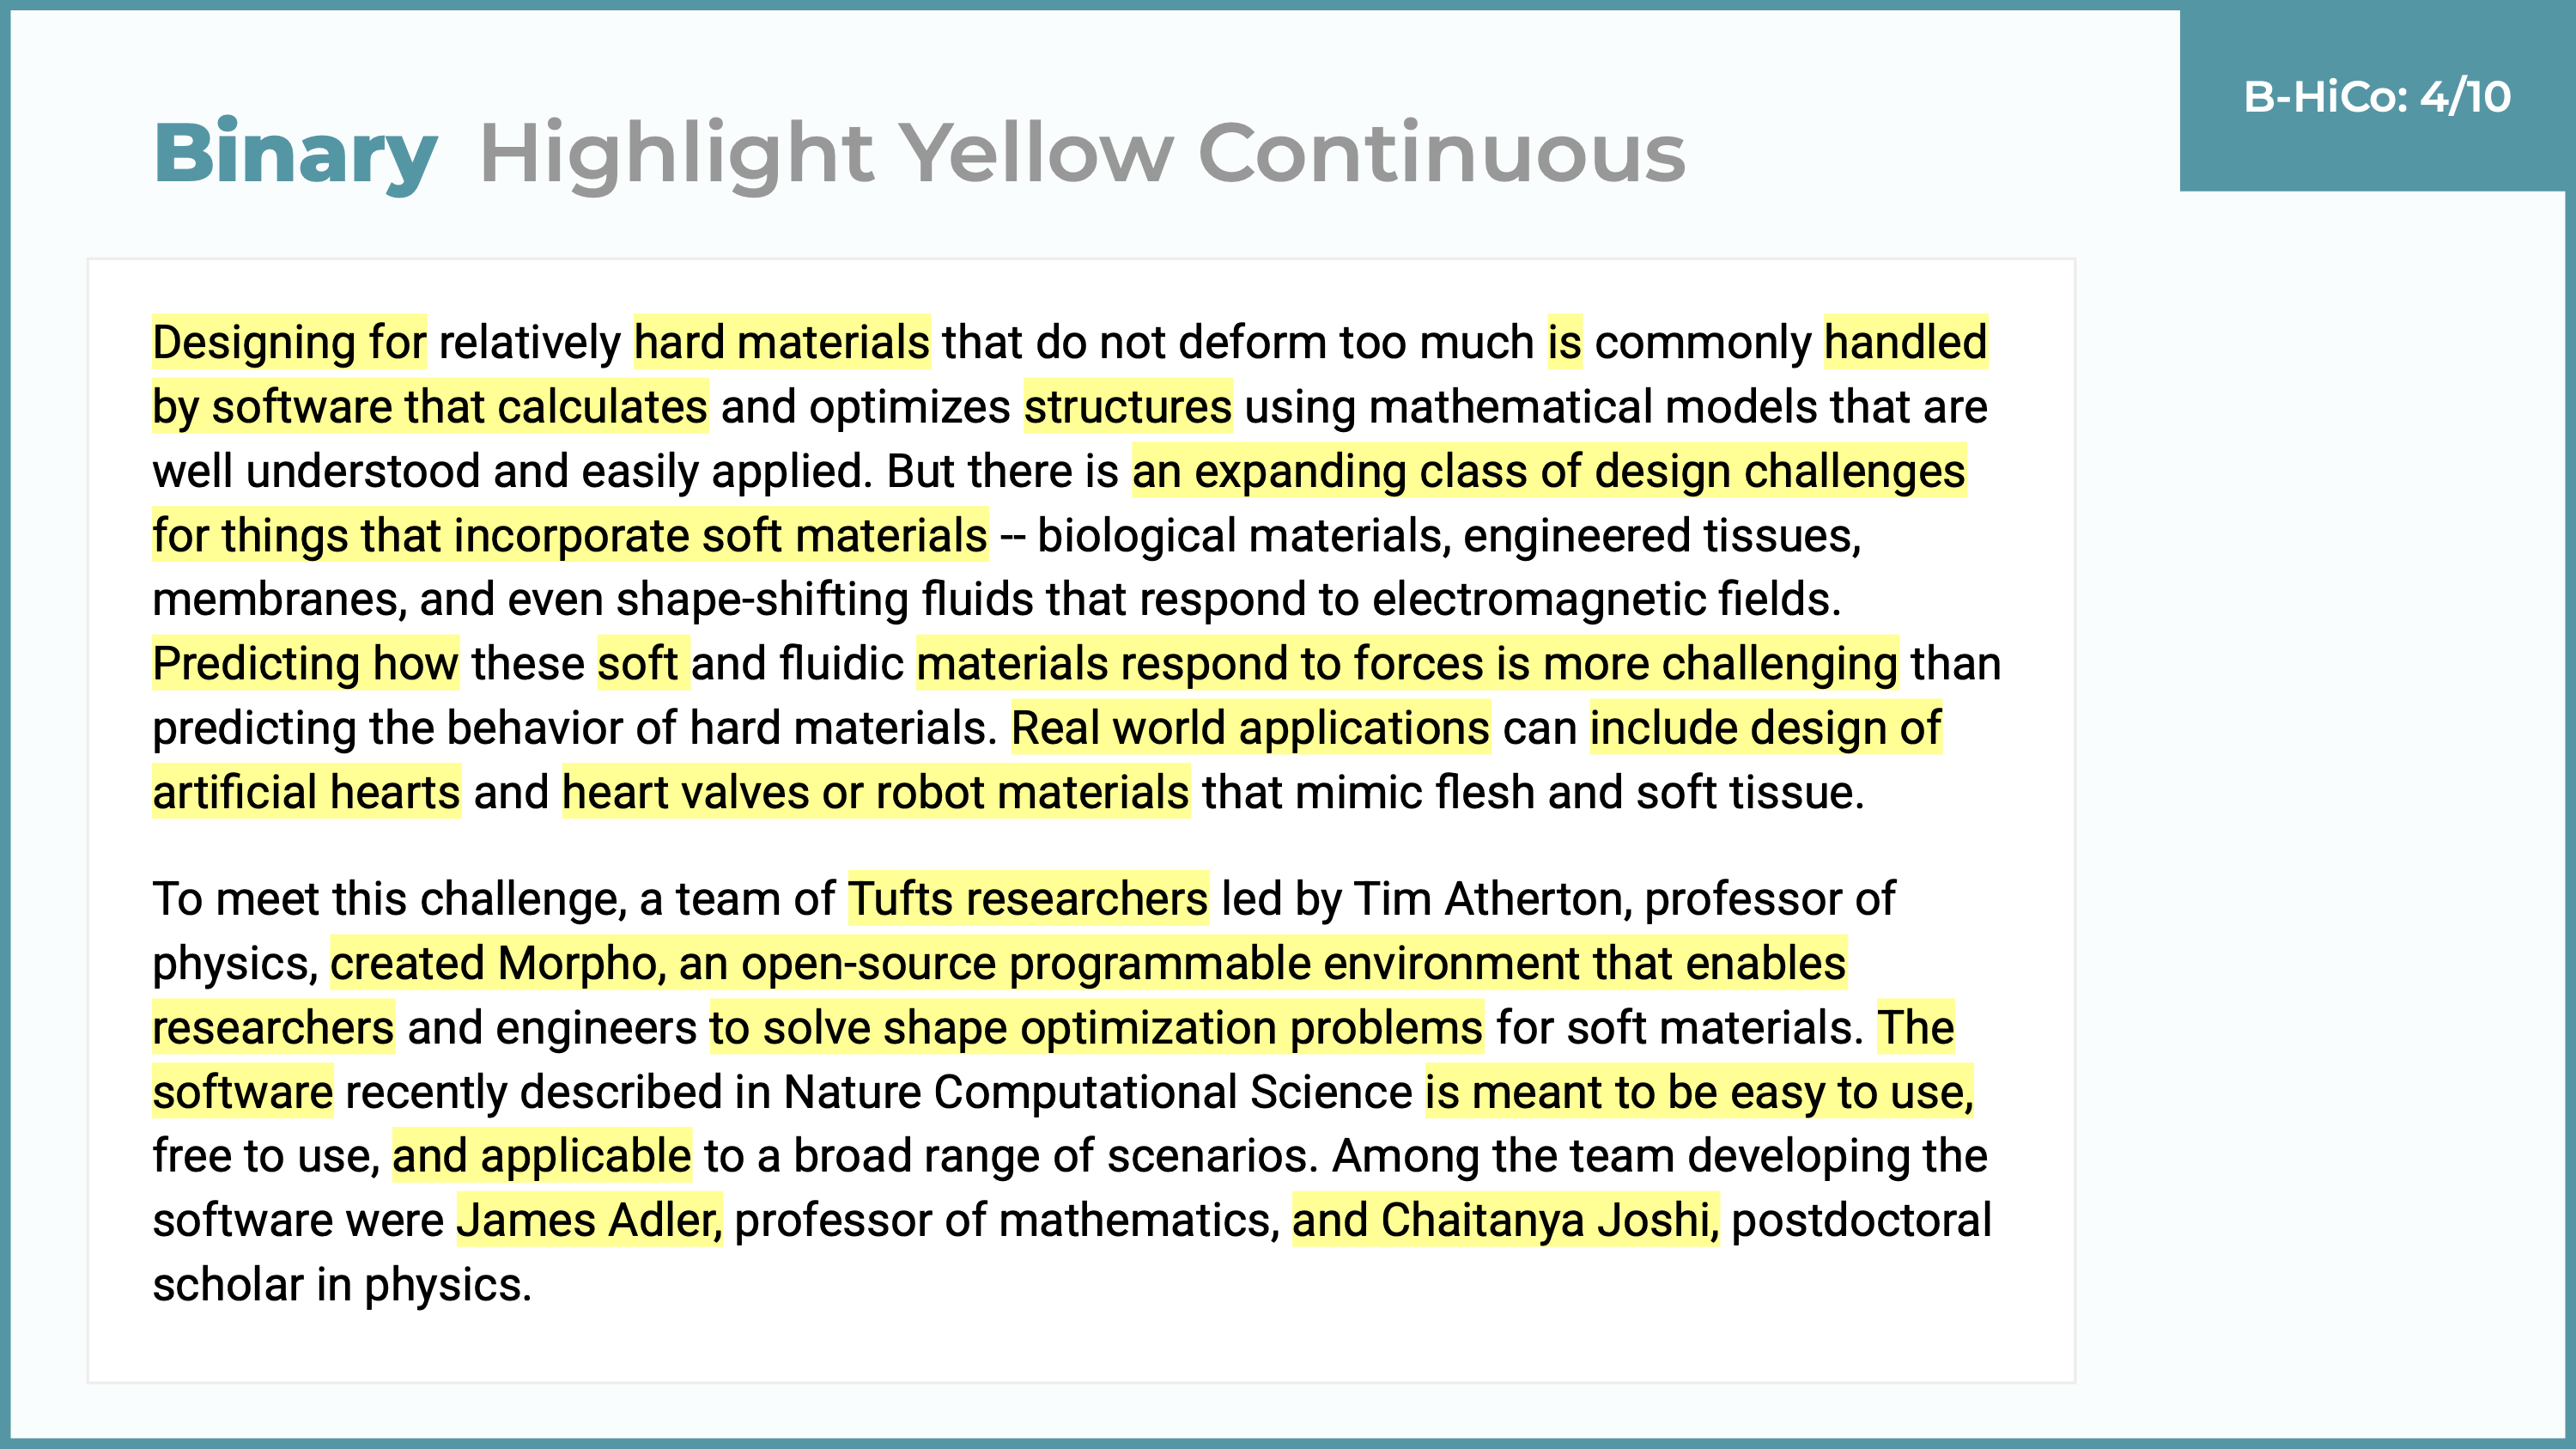 B-HiCo: 4/10
Binary Highlight Yellow Continuous
Designing for relatively hard materials that do not deform too much is commonly handled
by software that calculates and optimizes structures using mathematical models that are
well understood and easily applied. But there is an expanding class of design challenges
for things that incorporate soft materials -- biological materials, engineered tissues,
membranes, and even shape-shifting fluids that respond to electromagnetic fields.
Predicting how these soft and fluidic materials respond to forces is more challenging than
predicting the behavior of hard materials. Real world applications can include design of
artificial hearts and heart valves or robot materials that mimic flesh and soft tissue.
To meet this challenge, a team of Tufts researchers led by Tim Atherton, professor of
physics, created Morpho, an open-source programmable environment that enables
researchers and engineers to solve shape optimization problems for soft materials. The
software recently described in Nature Computational Science is meant to be easy to use,
free to use, and applicable to a broad range of scenarios. Among the team developing the
software were James Adler, professor of mathematics, and Chaitanya Joshi, postdoctoral
scholar in physics.